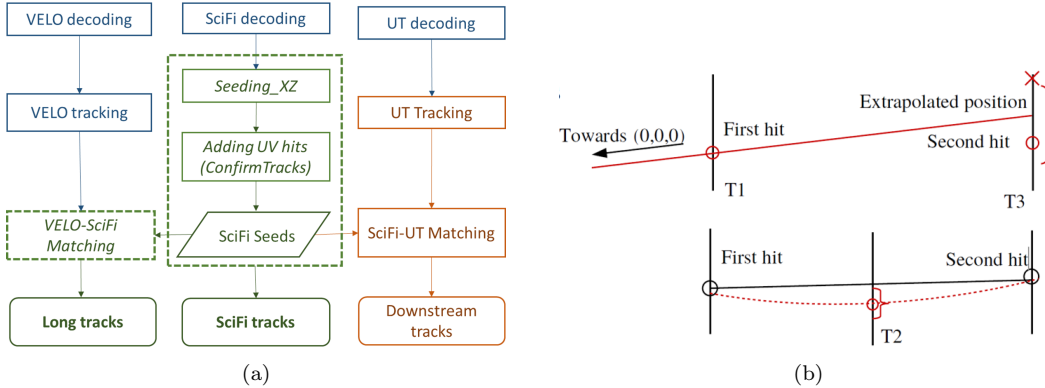 VELO decoding
SciFi decoding
UT decoding
Seeding_XZ
VELO tracking
UT Tracking
Adding UV hits
(ConfirmTracks)
VELO-SciFi
Matching
SciFi Seeds
SciFi-UT Matching
Long tracks
SciFi tracks
Downstream
tracks
(a)
Extrapolated position
First hit
Towards (0,0,0)
Second hit
T1
T3
First hit
Second hit
T2
(b)